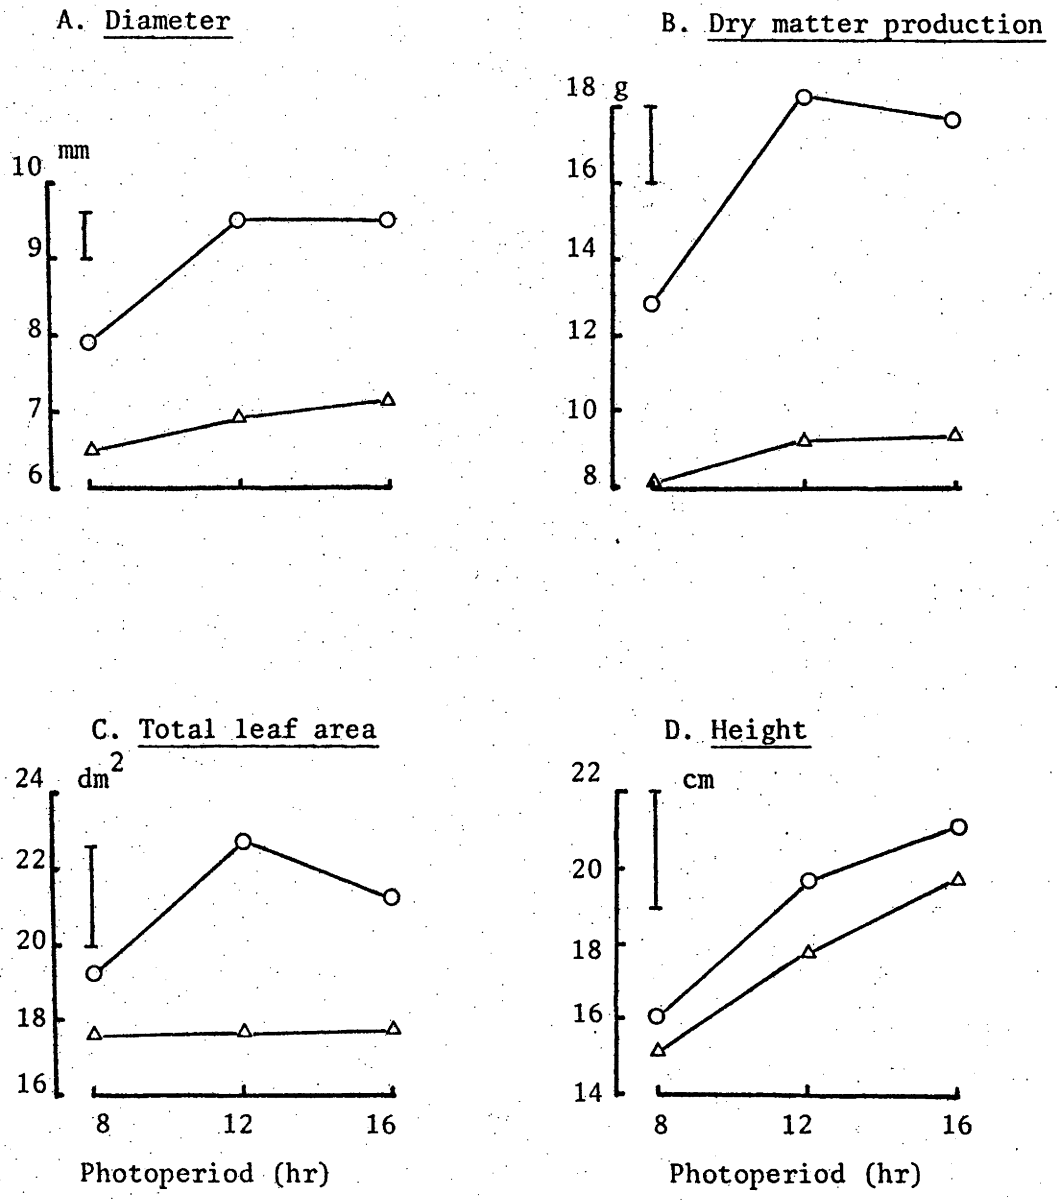 A. Diameter
B. Dry matter production
mm
10
9
8
7
6
g
18
16
14
12
10
8
C. Total leaf area
D. Height
dm²
24
22
20
18
16
8 12 16
Photoperiod (hr)
cm
22
20
18
16
14
8 12 16
Photoperiod (hr)